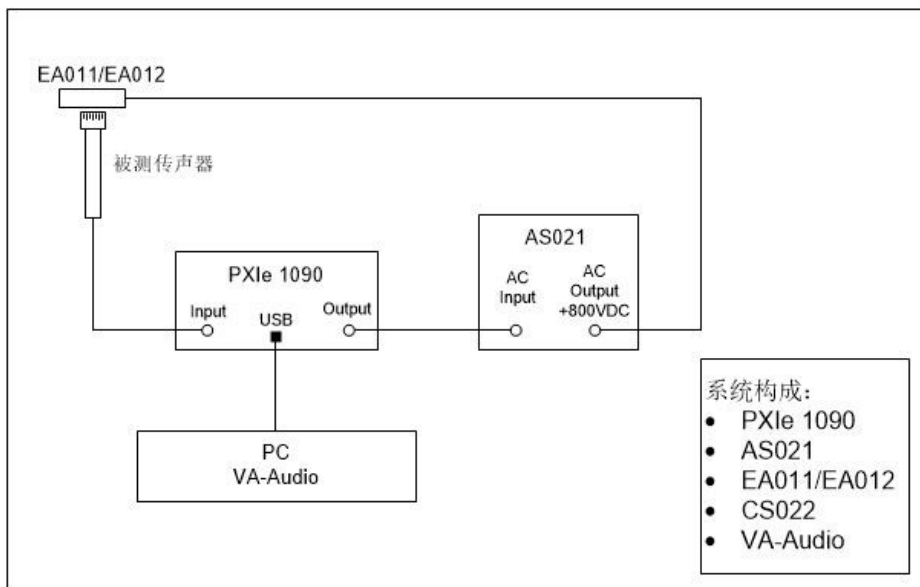 EA011/EA012
被测传声器
PXIe 1090
Input
USB
Output
AS021
AC
Input
AC
Output
+800VDC
PC
VA-Audio
系统构成：
• PXIe 1090
• AS021
• EA011/EA012
• CS022
• VA-Audio